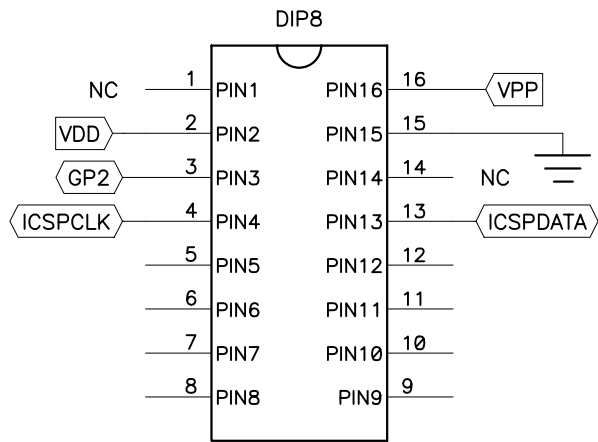 DIP8
NC 1 PIN1 PIN16 16 VPP
VDD 2 PIN2 PIN15 15
GP2 3 PIN3 PIN14 14 NC
ICSPCLK 4 PIN4 PIN13 13 ICSPDATA
5 PIN5 PIN12 12
6 PIN6 PIN11 11
7 PIN7 PIN10 10
8 PIN8 PIN9 9